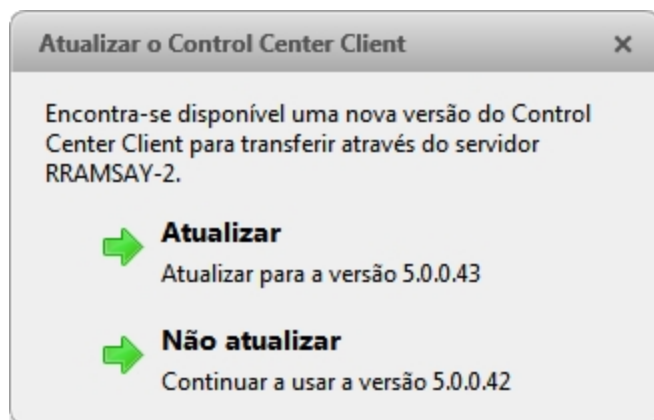 Atualizar o Control Center Client
Encontra-se disponível uma nova versão do Control
Center Client para transferir através do servidor
RRAMSAY-2.
Atualizar
Atualizar para a versão 5.0.0.43
Não atualizar
Continuar a usar a versão 5.0.0.42